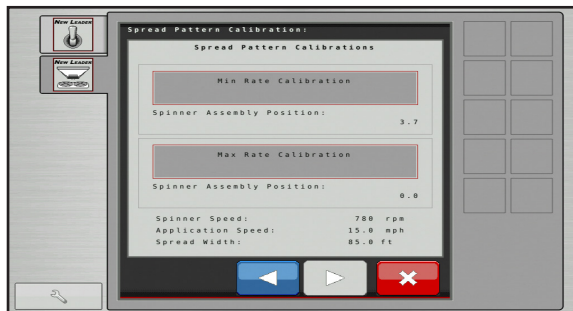 New Leader
New Leader
Spread Pattern Calibration:
Spread Pattern Calibrations
Min Rate Calibration
Spinner Assembly Position:
3.7
Max Rate Calibration
Spinner Assembly Position:
0.0
Spinner Speed: 780 rpm
Application Speed: 15.0 mph
Spread Width: 85.0 ft